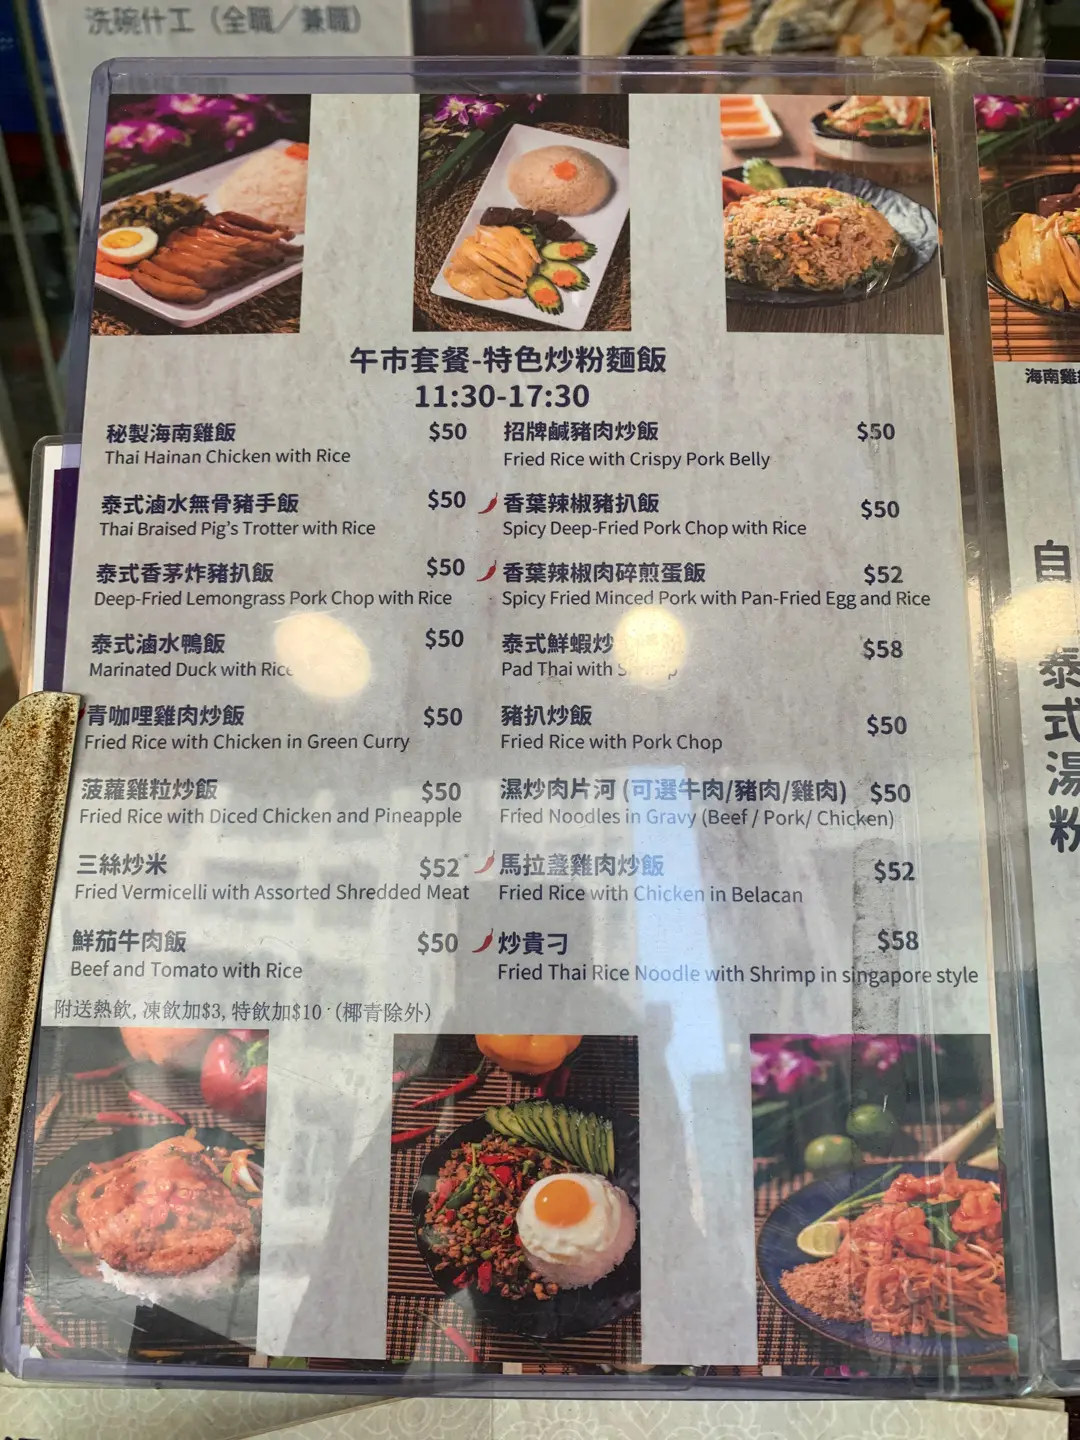 洗碗什工（全職／兼職）
午市套餐-特色炒粉麵飯
11:30-17:30
秘製海南雞飯 $50
Thai Hainan Chicken with Rice
泰式滷水無骨豬手飯 $50
Thai Braised Pig's Trotter with Rice
泰式香茅炸豬扒飯 $50
Deep-Fried Lemongrass Pork Chop with Rice
泰式滷水鴨飯 $50
Marinated Duck with Rice
青咖哩雞肉炒飯 $50
Fried Rice with Chicken in Green Curry
菠蘿雞粒炒飯 $50
Fried Rice with Diced Chicken and Pineapple
三絲炒米 $52
Fried Vermicelli with Assorted Shredded Meat
鮮茄牛肉飯 $50
Beef and Tomato with Rice
附送熱飲, 凍飲加$3, 特飲加$10 (椰青除外)
招牌鹹豬肉炒飯 $50
Fried Rice with Crispy Pork Belly
香葉辣椒豬扒飯 $50
Spicy Deep-Fried Pork Chop with Rice
香葉辣椒肉碎煎蛋飯 $52
Spicy Fried Minced Pork with Pan-Fried Egg and Rice
泰式鮮蝦炒 $58
Pad Thai with
豬扒炒飯 $50
Fried Rice with Pork Chop
濕炒肉片河 (可選牛肉/豬肉/雞肉) $50
Fried Noodles in Gravy (Beef / Pork/ Chicken)
馬拉盞雞肉炒飯 $52
Fried Rice with Chicken in Belacan
炒貴刁 $58
Fried Thai Rice Noodle with Shrimp in singapore style
海南雞
自
泰式湯粉